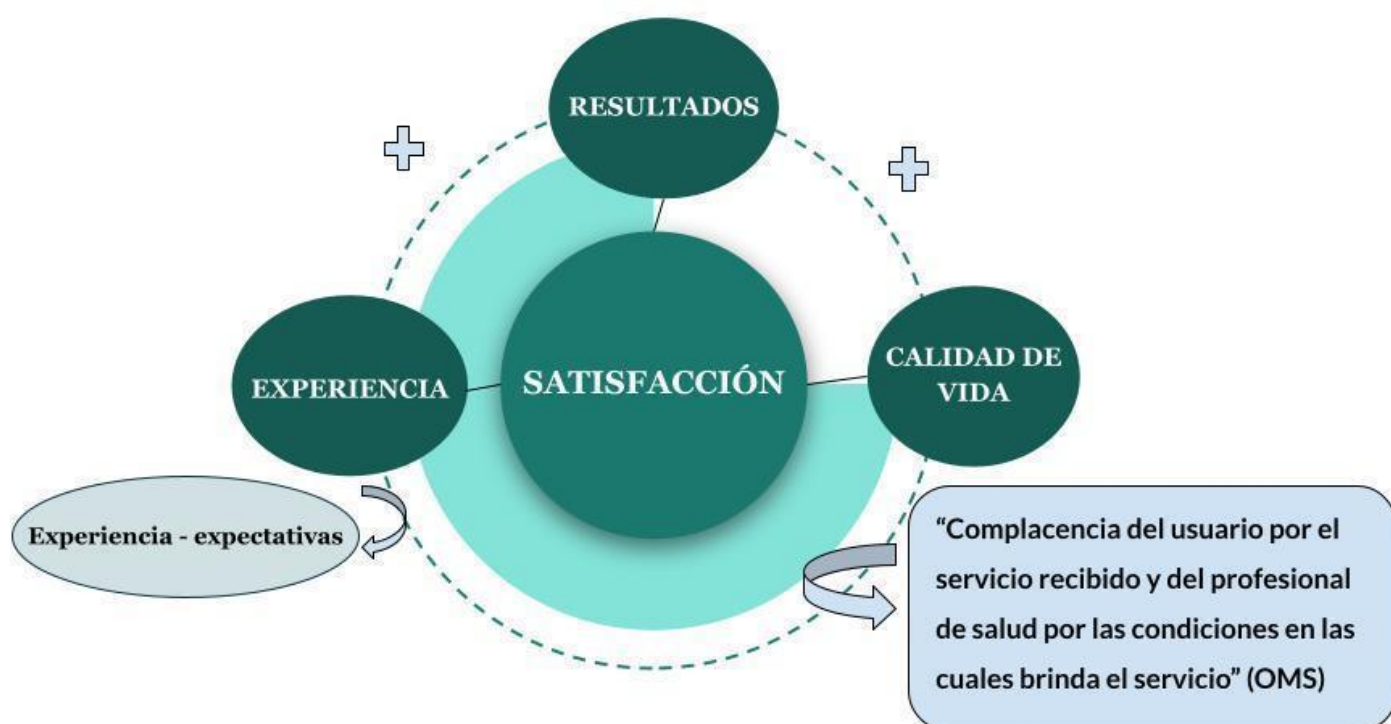 RESULTADOS
EXPERIENCIA
SATISFACCIÓN
CALIDAD DE
VIDA
Experiencia - expectativas
“Complacencia del usuario por el
servicio recibido y del profesional
de salud por las condiciones en las
cuales brinda el servicio” (OMS)